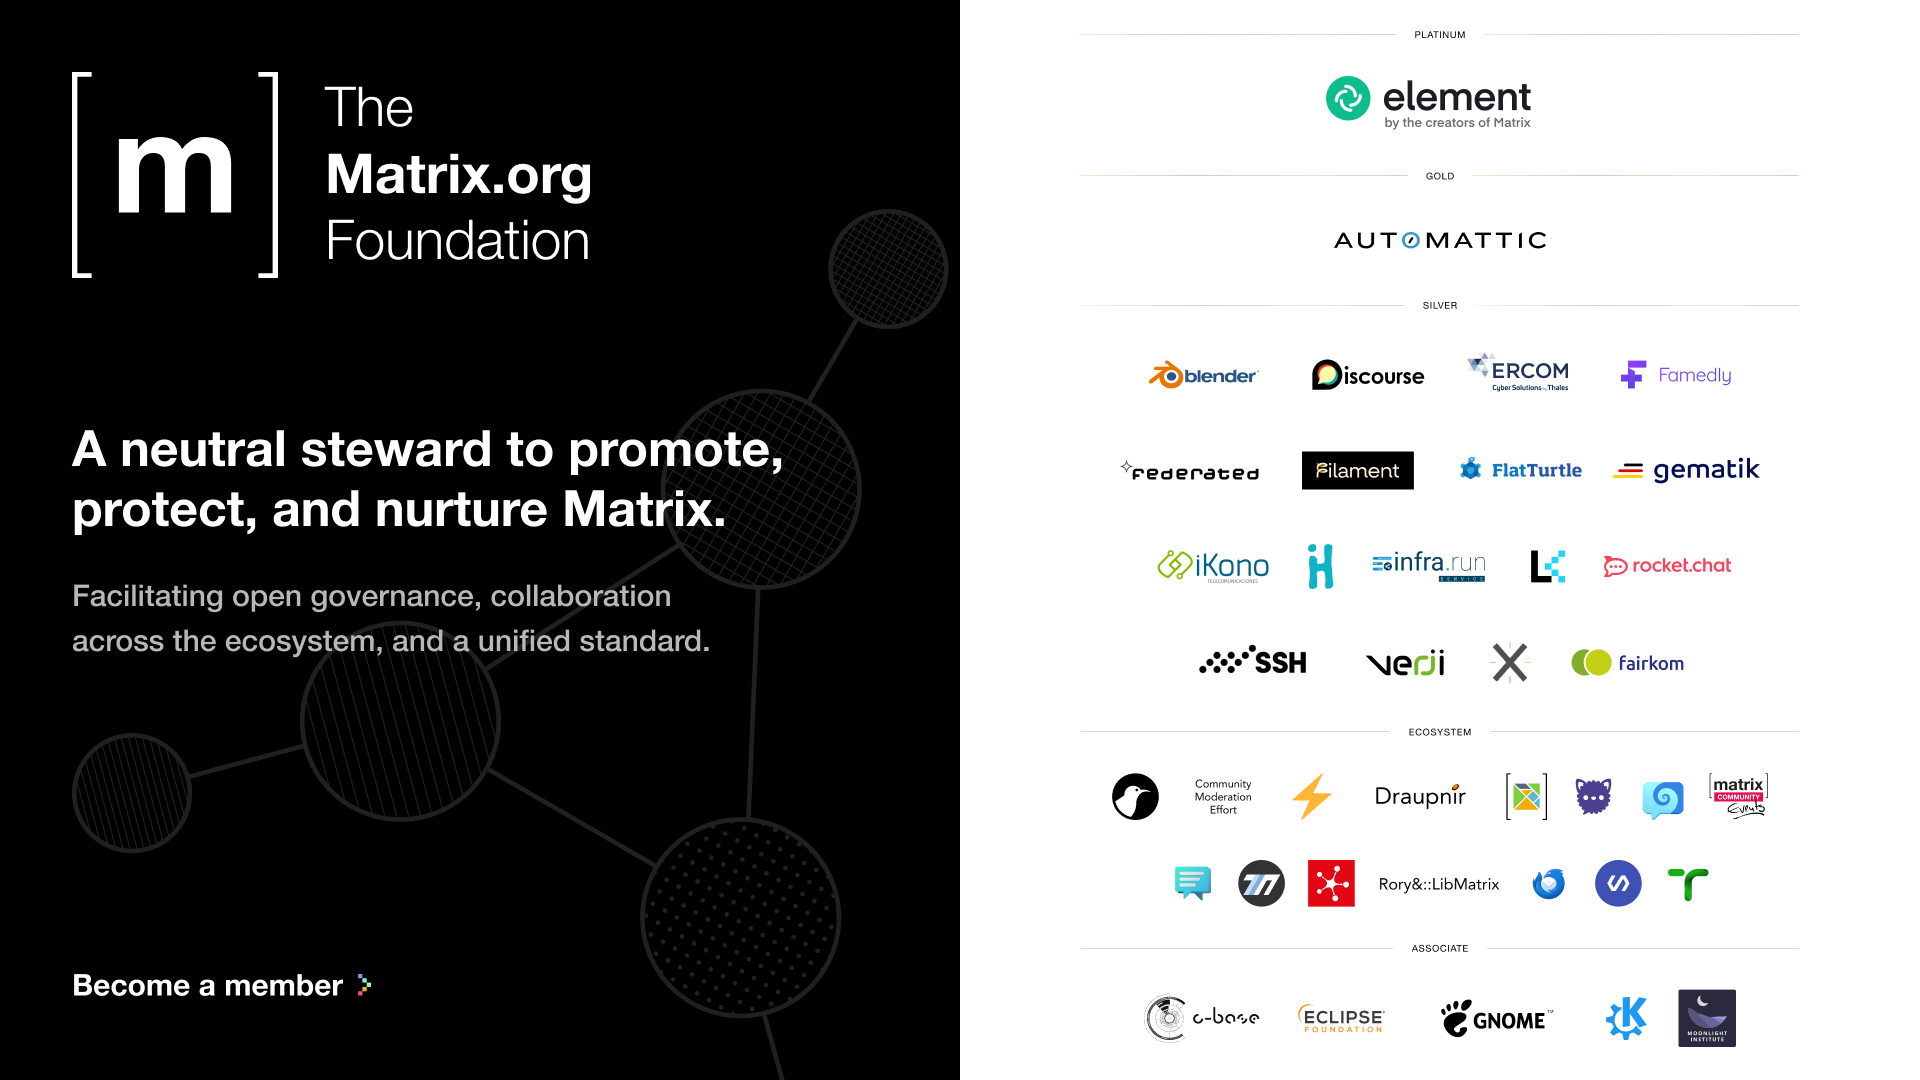 [m]
The
Matrix.org
Foundation
A neutral steward to promote,
protect, and nurture Matrix.
Facilitating open governance, collaboration
across the ecosystem, and a unified standard.
Become a member
PLATINUM
element
by the creators of Matrix
GOLD
AUTOMATTIC
SILVER
blender
Discourse
ERCOM
Cyber Solutions by Thales
Famedly
federated
Filament
FlatTurtle
gematik
iKono
TELECOMUNICACIONES
infra.run
SERVICE
rocket.chat
SSH
verji
X
fairkom
ECOSYSTEM
Community
Moderation
Effort
Draupnir
[matrix]
COMMUNITY
Events
Rory&::LibMatrix
ASSOCIATE
c-base
ECLIPSE
FOUNDATION
GNOME™
K
MOONLIGHT
INSTITUTE